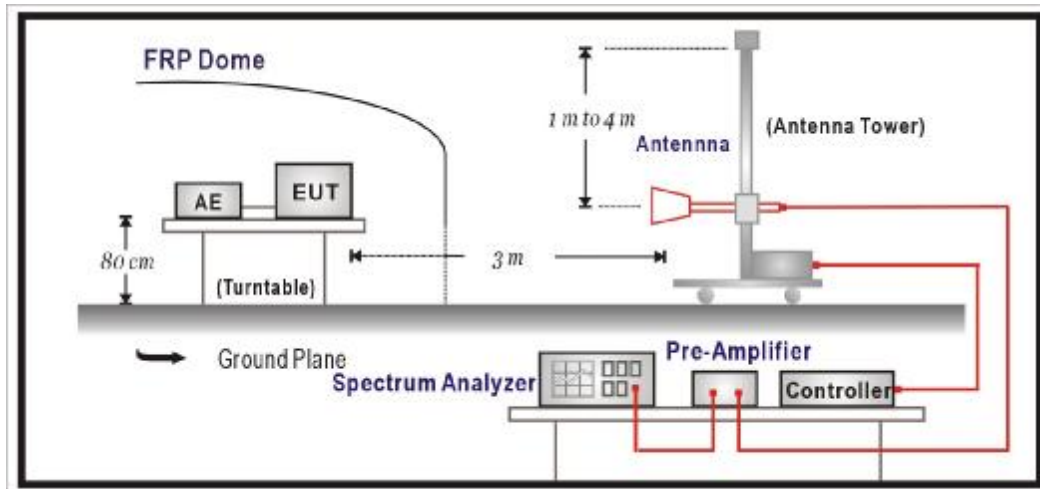 FRP Dome
1 m to 4 m
(Antenna Tower)
Antennna
AE
EUT
80 cm
3 m
(Turntable)
Ground Plane
Pre-Amplifier
Spectrum Analyzer
Controller